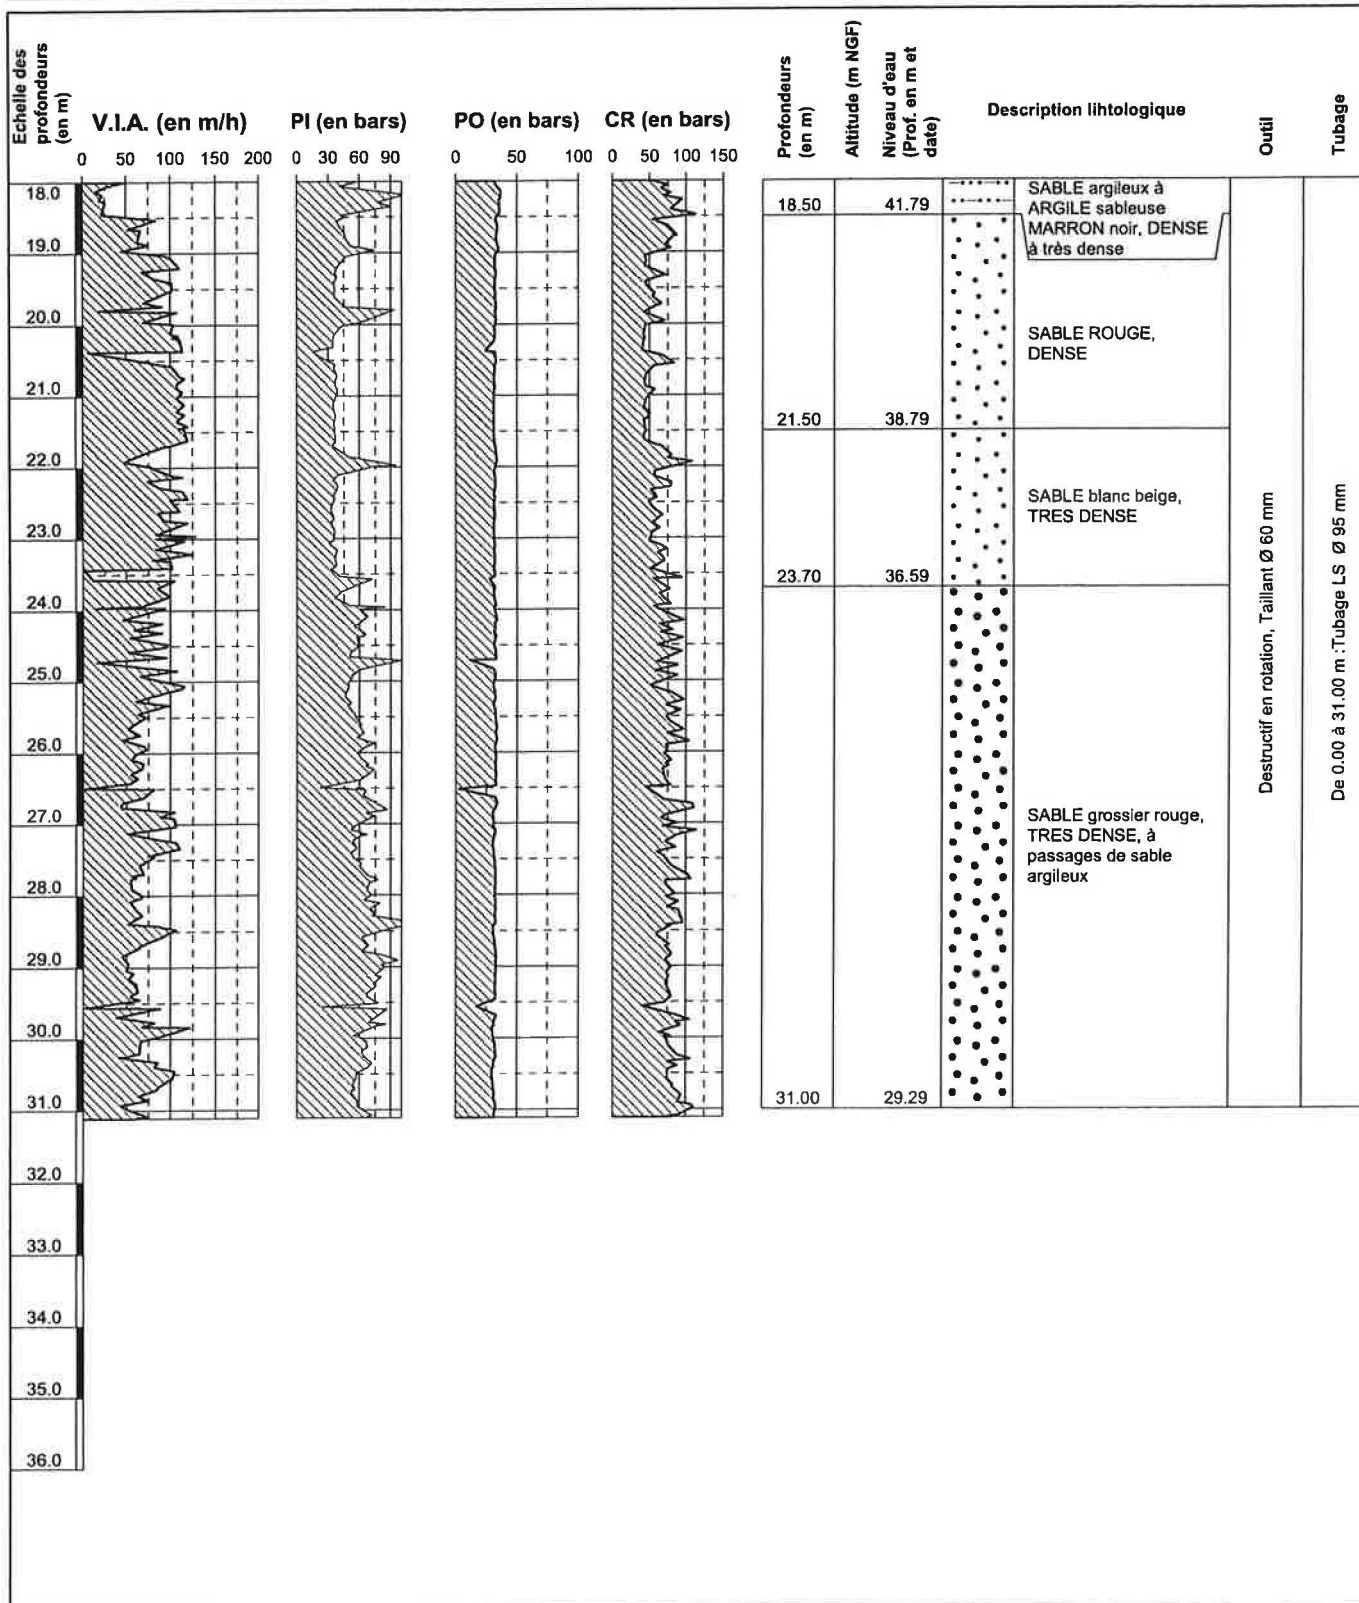 Echelle des
profondeurs
(en m)
V.I.A. (en m/h)
0 50 100 150 200
PI (en bars)
0 30 60 90
PO (en bars)
0 50 100
CR (en bars)
0 50 100 150
Profondeurs
(en m)
Altitude (m NGF)
Niveau d'eau
(Prof. en m et
date)
Description lihtologique
Outil
Tubage
18.0
19.0
20.0
21.0
22.0
23.0
24.0
25.0
26.0
27.0
28.0
29.0
30.0
31.0
32.0
33.0
34.0
35.0
36.0
18.50 41.79
SABLE argileux à
ARGILE sableuse
MARRON noir, DENSE
à très dense
SABLE ROUGE,
DENSE
21.50 38.79
SABLE blanc beige,
TRES DENSE
23.70 36.59
SABLE grossier rouge,
TRES DENSE, à
passages de sable
argileux
31.00 29.29
Destructif en rotation, Taillant Ø 60 mm
De 0.00 à 31.00 m :Tubage LS Ø 95 mm